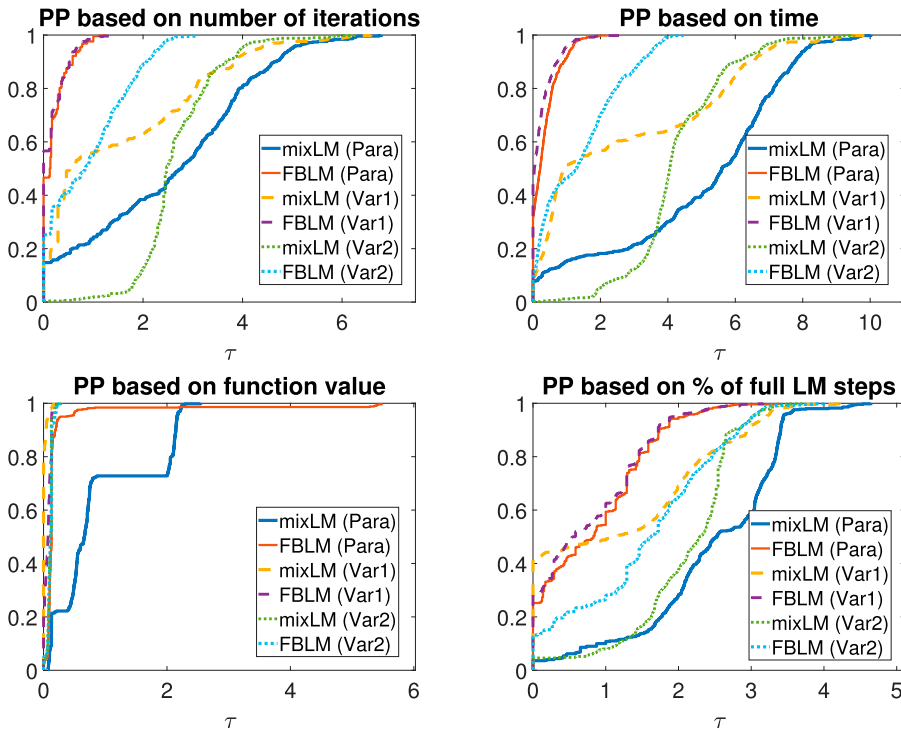 PP based on number of iterations
1
0.8
0.6
0.4
0.2
0
0 2 4 6
τ
mixLM (Para)
FBLM (Para)
mixLM (Var1)
FBLM (Var1)
mixLM (Var2)
FBLM (Var2)
PP based on time
1
0.8
0.6
0.4
0.2
0
0 2 4 6 8 10
τ
mixLM (Para)
FBLM (Para)
mixLM (Var1)
FBLM (Var1)
mixLM (Var2)
FBLM (Var2)
PP based on function value
1
0.8
0.6
0.4
0.2
0
0 2 4 6
τ
mixLM (Para)
FBLM (Para)
mixLM (Var1)
FBLM (Var1)
mixLM (Var2)
FBLM (Var2)
PP based on % of full LM steps
1
0.8
0.6
0.4
0.2
0
0 1 2 3 4 5
τ
mixLM (Para)
FBLM (Para)
mixLM (Var1)
FBLM (Var1)
mixLM (Var2)
FBLM (Var2)